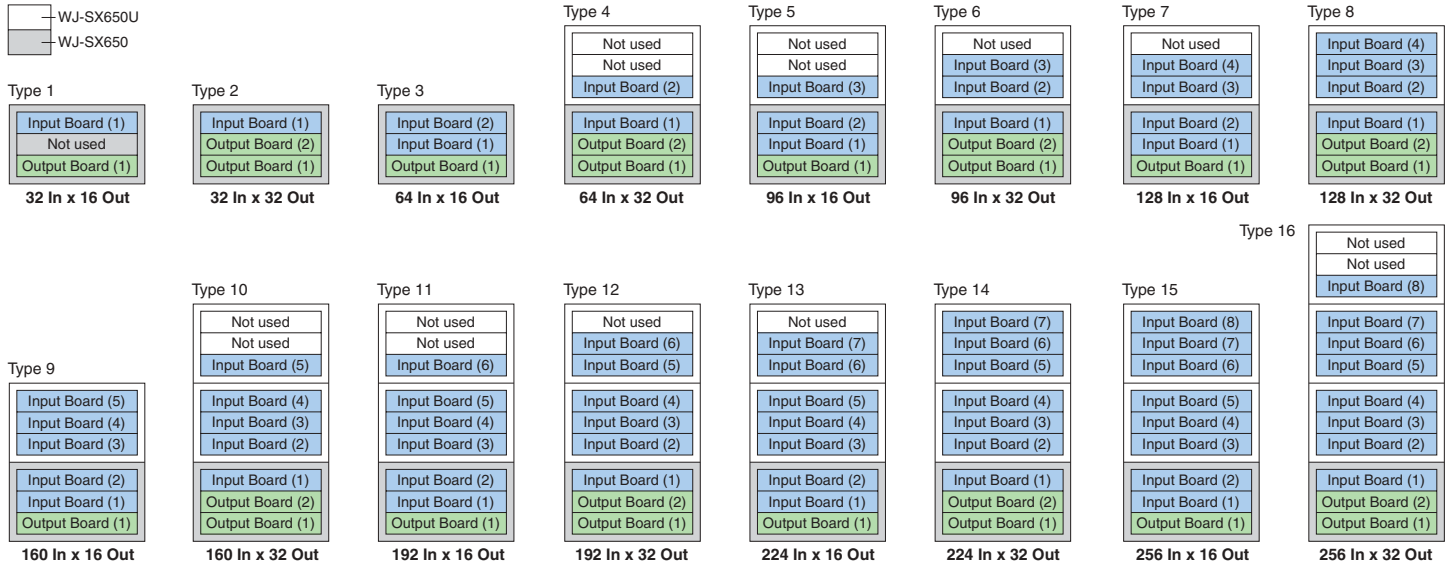 WJ-SX650U
WJ-SX650
Type 1
Input Board (1)
Not used
Output Board (1)
32 In x 16 Out
Type 2
Input Board (1)
Output Board (2)
Output Board (1)
32 In x 32 Out
Type 3
Input Board (2)
Input Board (1)
Output Board (1)
64 In x 16 Out
Type 4
Not used
Not used
Input Board (2)
Input Board (1)
Output Board (2)
Output Board (1)
64 In x 32 Out
Type 5
Not used
Not used
Input Board (3)
Input Board (2)
Input Board (1)
Output Board (1)
96 In x 16 Out
Type 6
Not used
Input Board (3)
Input Board (2)
Input Board (1)
Output Board (2)
Output Board (1)
96 In x 32 Out
Type 7
Not used
Input Board (4)
Input Board (3)
Input Board (2)
Input Board (1)
Output Board (1)
128 In x 16 Out
Type 8
Input Board (4)
Input Board (3)
Input Board (2)
Input Board (1)
Output Board (2)
Output Board (1)
128 In x 32 Out
Type 9
Input Board (5)
Input Board (4)
Input Board (3)
Input Board (2)
Input Board (1)
Output Board (1)
160 In x 16 Out
Type 10
Not used
Not used
Input Board (5)
Input Board (4)
Input Board (3)
Input Board (2)
Input Board (1)
Output Board (2)
Output Board (1)
160 In x 32 Out
Type 11
Not used
Not used
Input Board (6)
Input Board (5)
Input Board (4)
Input Board (3)
Input Board (2)
Input Board (1)
Output Board (1)
192 In x 16 Out
Type 12
Not used
Input Board (6)
Input Board (5)
Input Board (4)
Input Board (3)
Input Board (2)
Input Board (1)
Output Board (2)
Output Board (1)
192 In x 32 Out
Type 13
Not used
Input Board (7)
Input Board (6)
Input Board (5)
Input Board (4)
Input Board (3)
Input Board (2)
Input Board (1)
Output Board (1)
224 In x 16 Out
Type 14
Input Board (7)
Input Board (6)
Input Board (5)
Input Board (4)
Input Board (3)
Input Board (2)
Input Board (1)
Output Board (2)
Output Board (1)
224 In x 32 Out
Type 15
Input Board (8)
Input Board (7)
Input Board (6)
Input Board (5)
Input Board (4)
Input Board (3)
Input Board (2)
Input Board (1)
Output Board (1)
256 In x 16 Out
Type 16
Not used
Not used
Input Board (8)
Input Board (7)
Input Board (6)
Input Board (5)
Input Board (4)
Input Board (3)
Input Board (2)
Input Board (1)
Output Board (2)
Output Board (1)
256 In x 32 Out